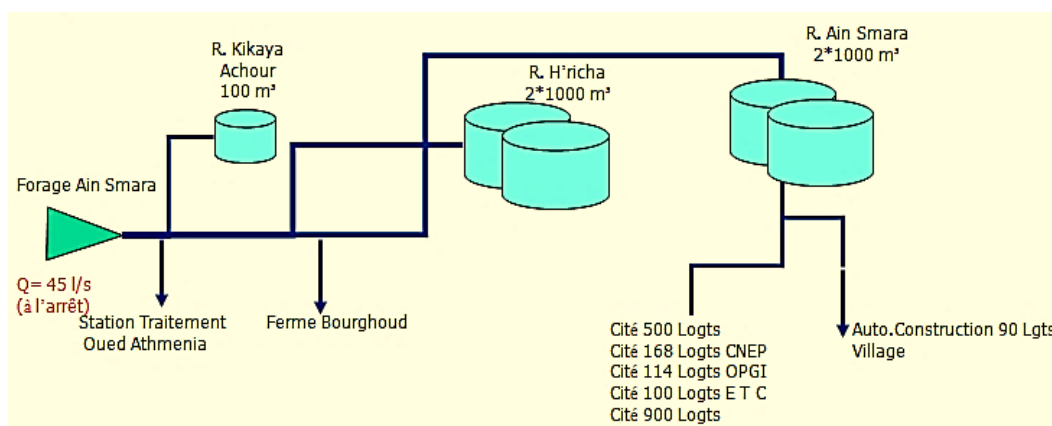 R. Kikaya
Achour
100 m³
R. H'richa
2*1000 m³
R. Ain Smara
2*1000 m³
Forage Ain Smara
Q= 45 l/s
(à l'arrêt)
Station Traitement
Oued Athmenia
Ferme Bourghoud
Cité 500 Logts
Cité 168 Logts CNEP
Cité 114 Logts OPGI
Cité 100 Logts E T C
Cité 900 Logts
Auto.Construction 90 Lgts
Village